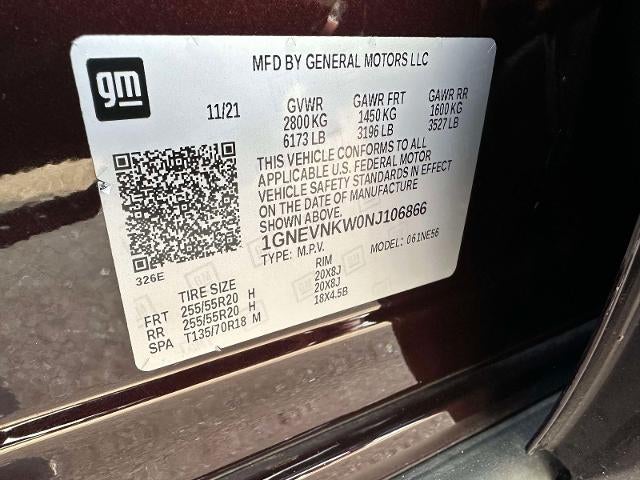 gm
MFD BY GENERAL MOTORS LLC
11/21
GVWR GAWR FRT GAWR RR
2800 KG 1450 KG 1600 KG
6173 LB 3196 LB 3527 LB
THIS VEHICLE CONFORMS TO ALL
APPLICABLE U.S. FEDERAL MOTOR
VEHICLE SAFETY STANDARDS IN EFFECT
ON THE DATE OF MANUFACTURE
SHOWN ABOVE.
1GNEVNKW0NJ106866
TYPE: M.P.V. MODEL: 061NE56
326E
TIRE SIZE RIM
FRT 255/55R20 H 20X8J
RR 255/55R20 H 20X8J
SPA T135/70R18 M 18X4.5B